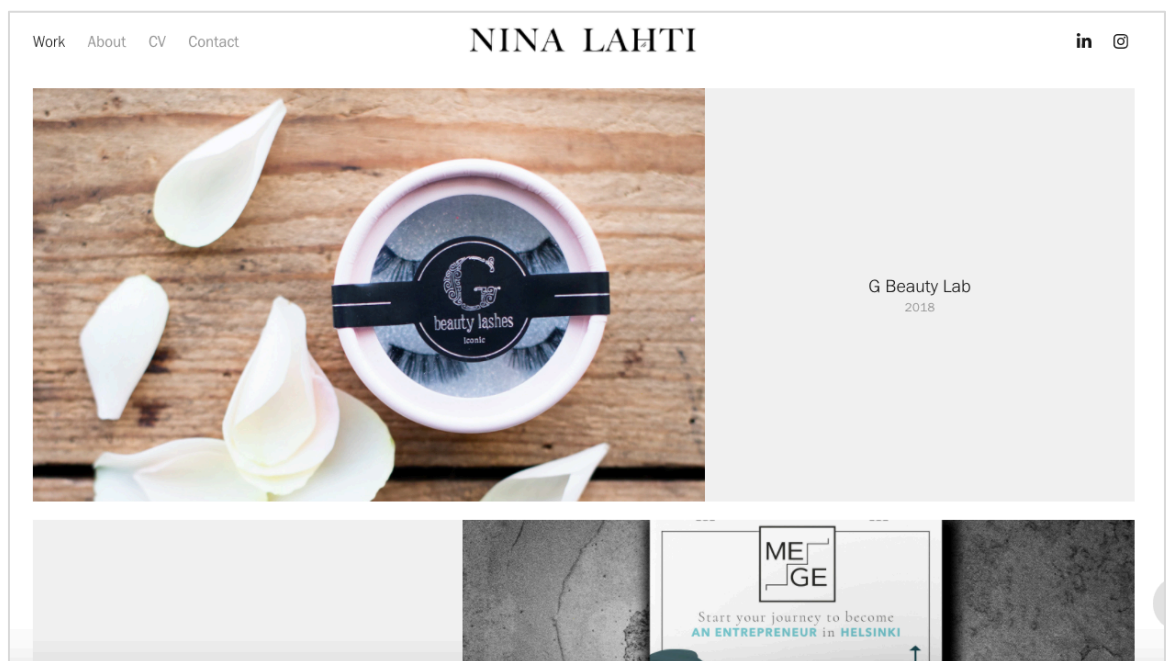 Work About CV Contact
NINA LAHTI
in
G
beauty lashes
iconic
G Beauty Lab
2018
ME
GE
Start your journey to become
AN ENTREPRENEUR in HELSINKI